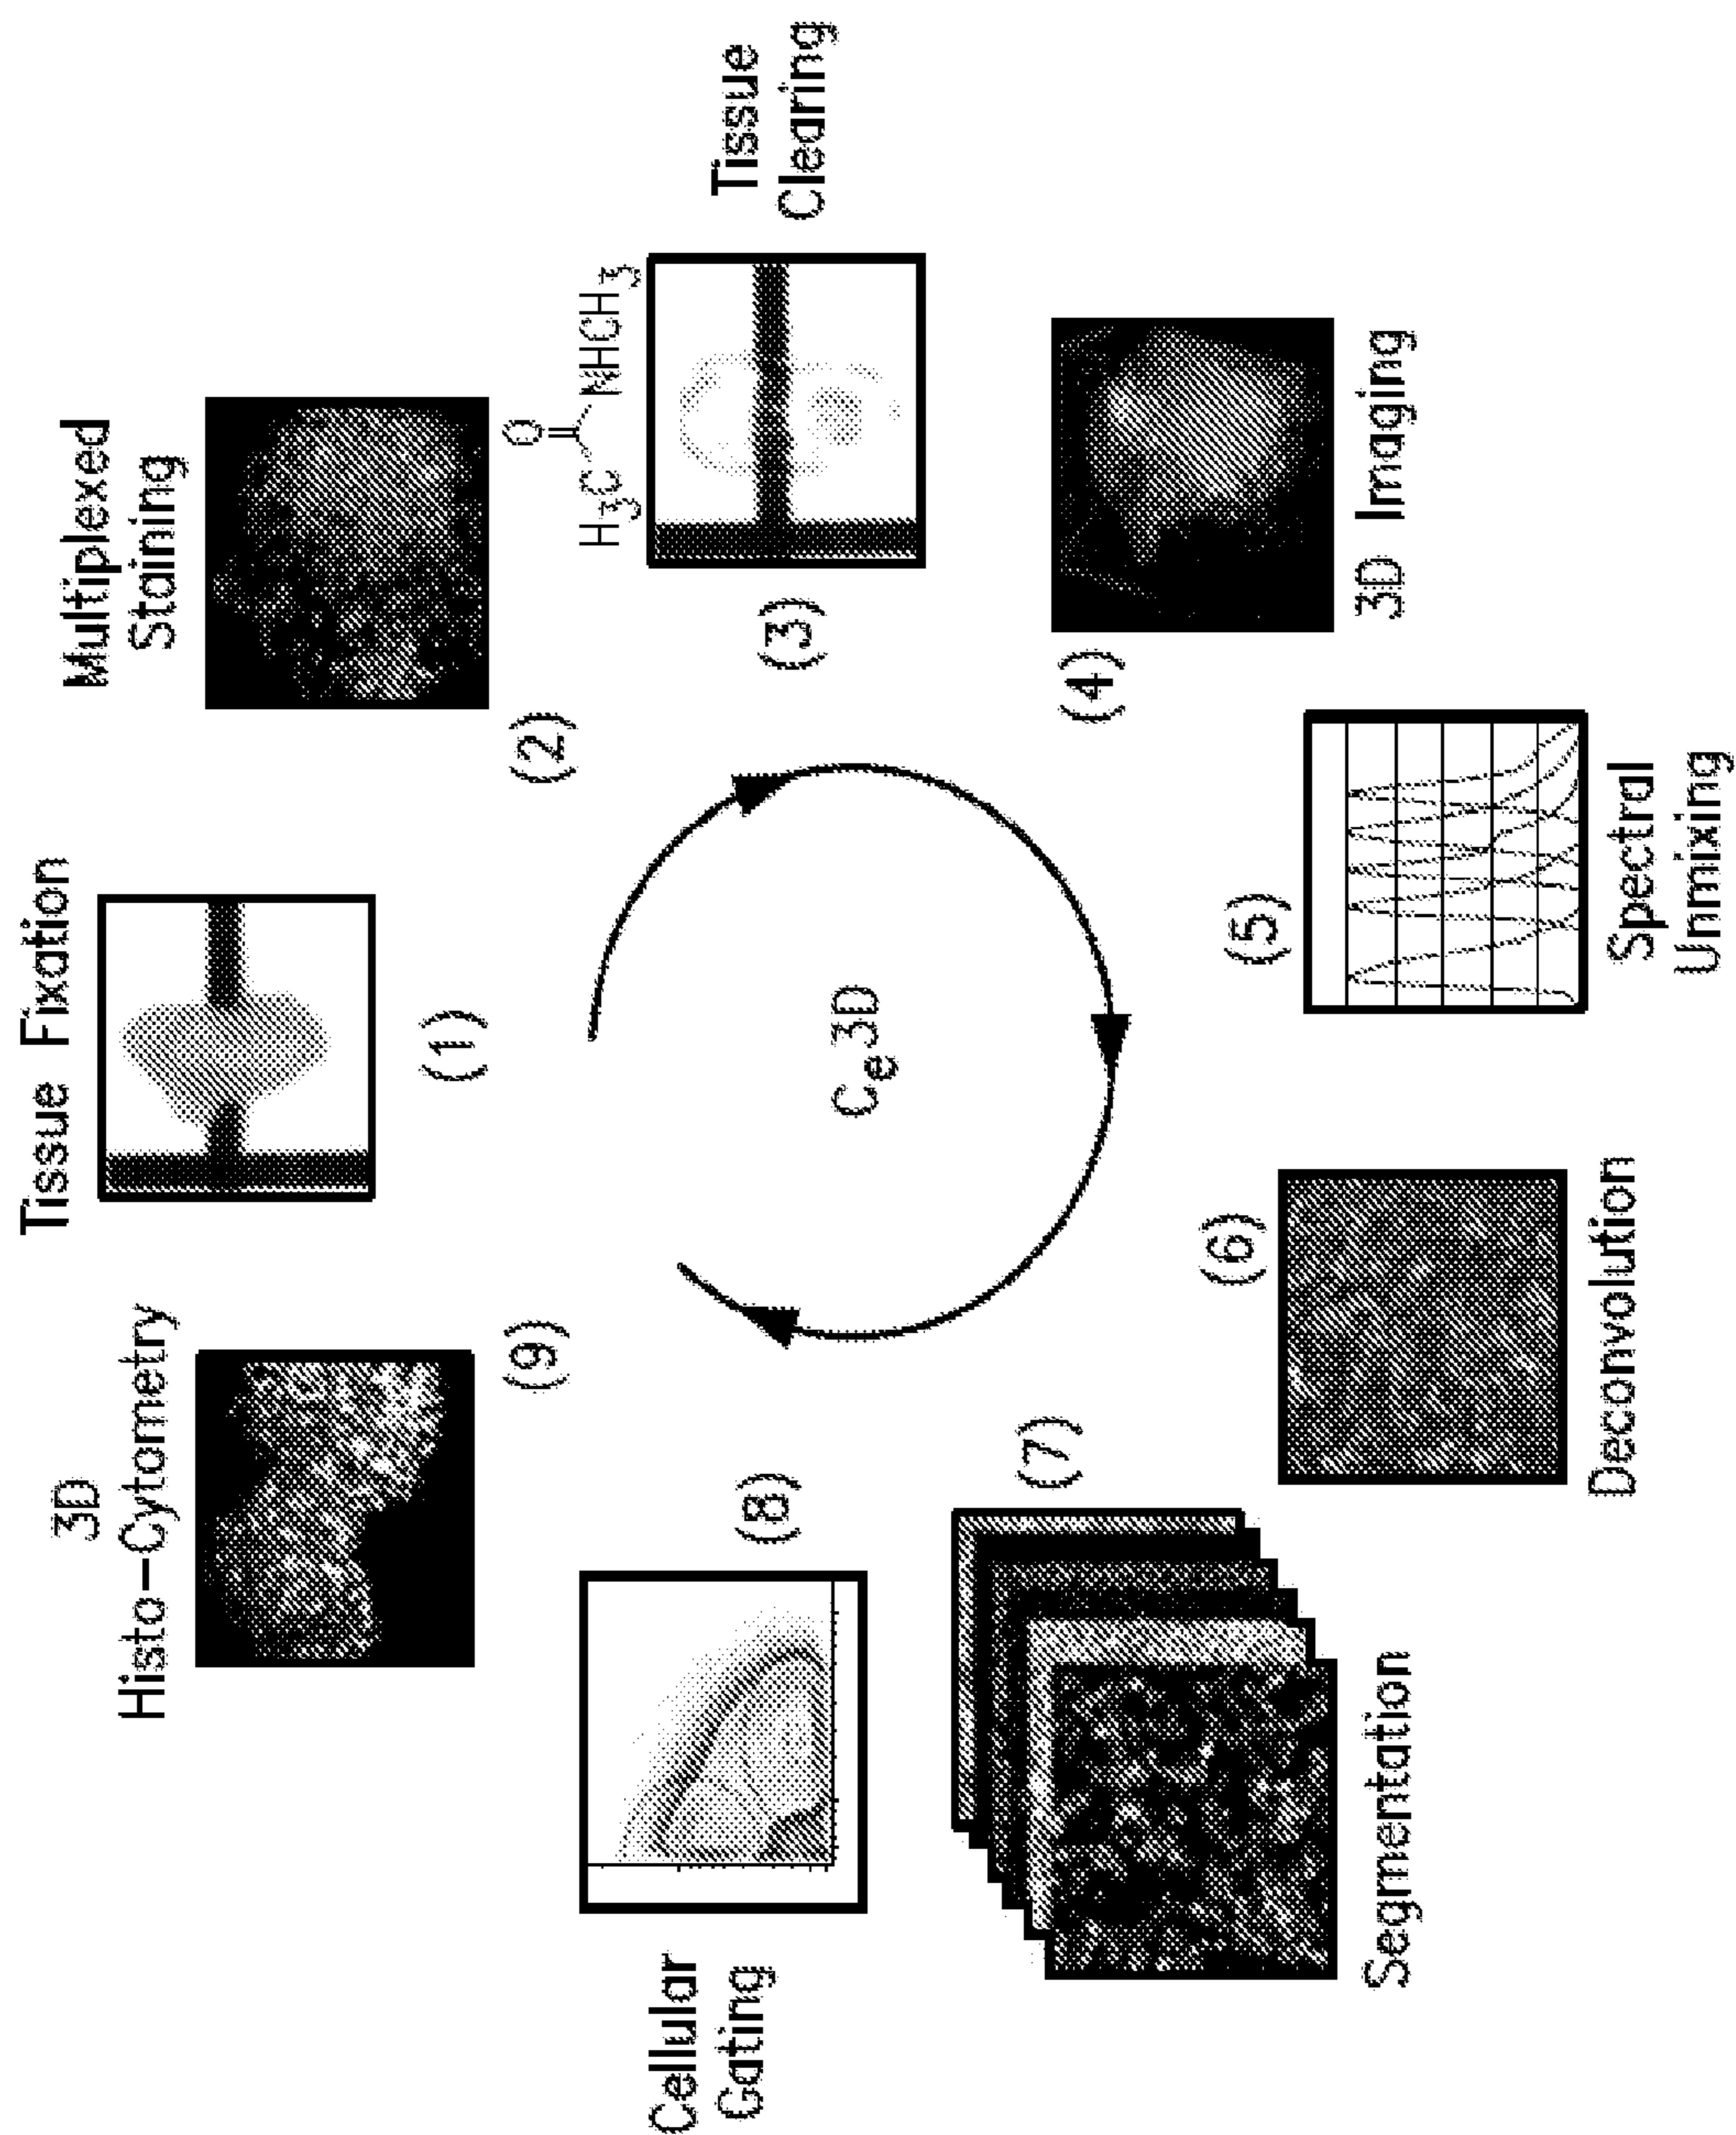 Tissue Fixation
(1)
Multiplexed
Staining
(2)
O
H₃C NHCH₃
(3)
Tissue
Clearing
(4)
3D Imaging
(5)
Spectral
Unmixing
(6)
Deconvolution
(7)
Segmentation
(8)
Cellular
Gating
(9)
3D
Histo-Cytometry
Cₑ3D